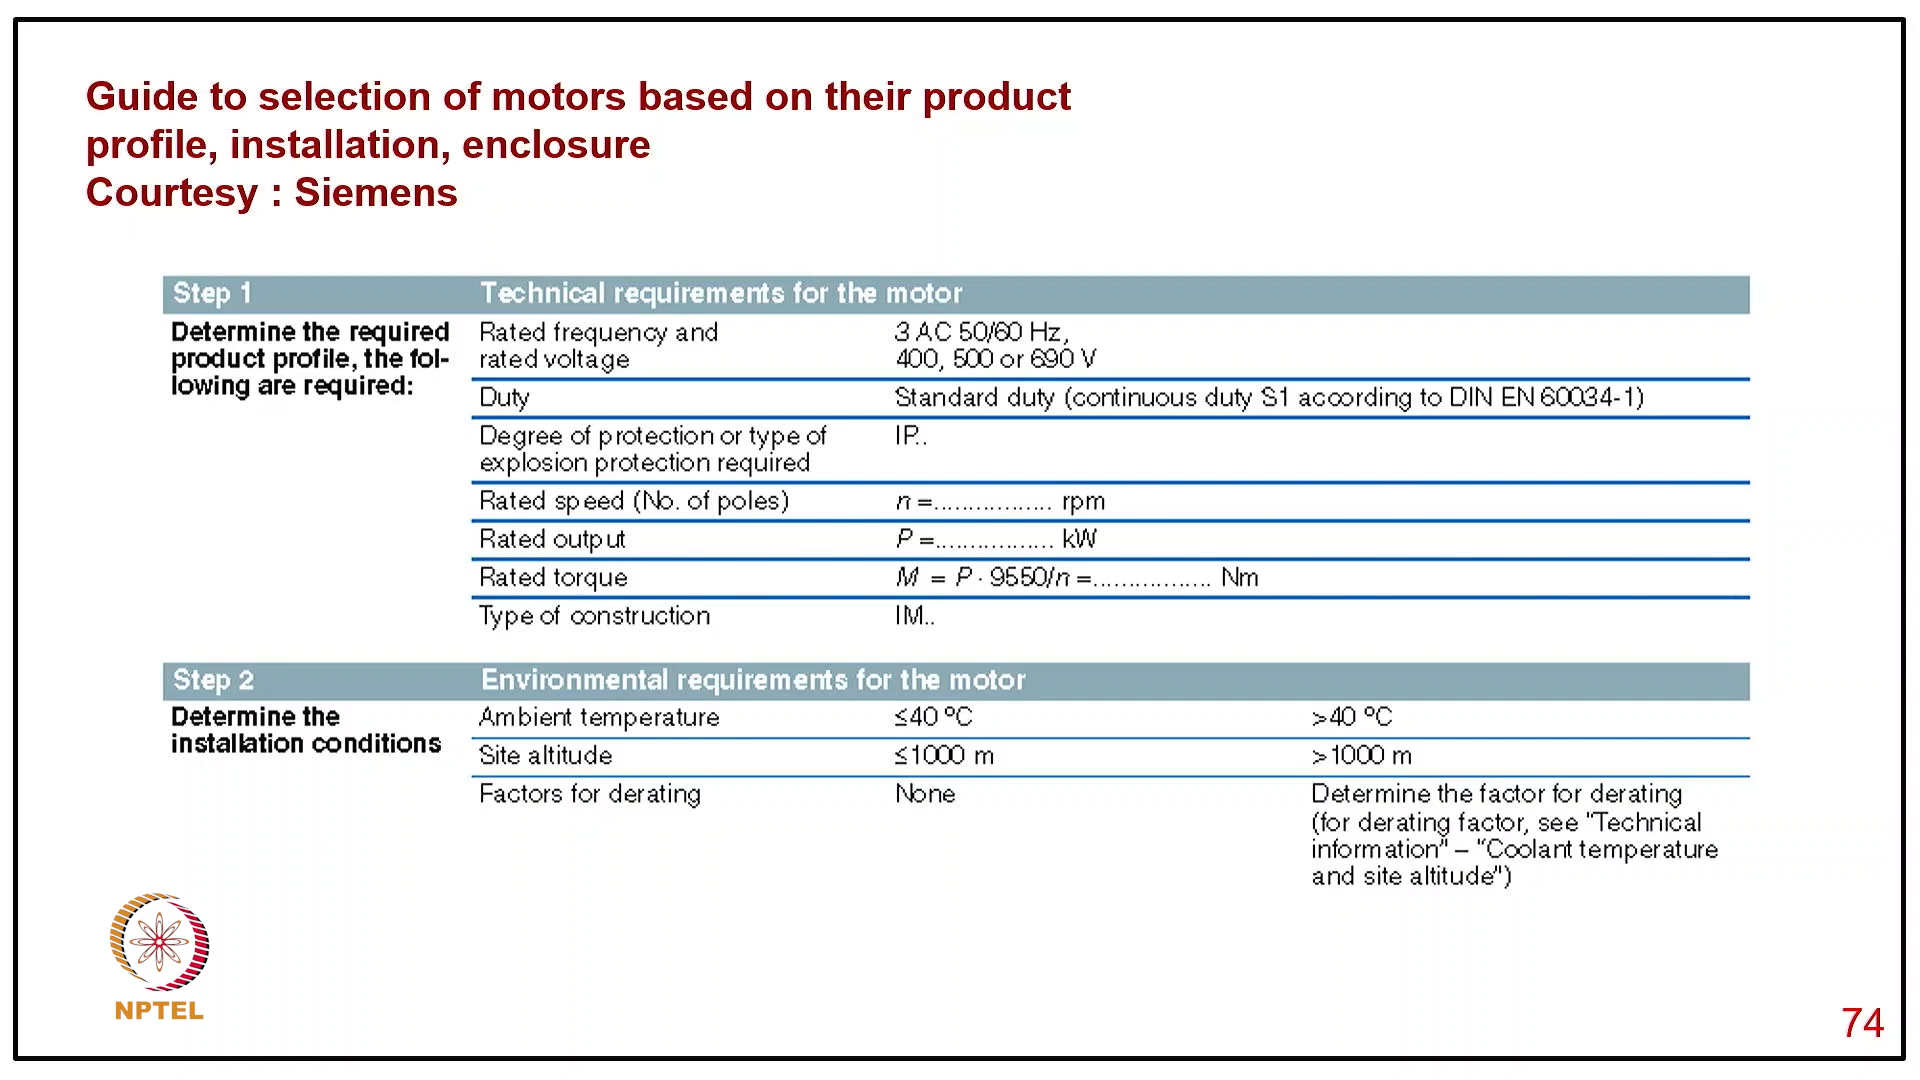 Guide to selection of motors based on their product
profile, installation, enclosure
Courtesy : Siemens
Step 1 Technical requirements for the motor
Determine the required product profile, the fol-
lowing are required:
Rated frequency and rated voltage 3 AC 50/60 Hz, 400, 500 or 690 V
Duty Standard duty (continuous duty S1 according to DIN EN 60034-1)
Degree of protection or type of explosion protection required IP..
Rated speed (No. of poles) n =................. rpm
Rated output P =................. kW
Rated torque M = P · 9550/n =................. Nm
Type of construction IM..
Step 2 Environmental requirements for the motor
Determine the installation conditions
Ambient temperature ≤40 ºC >40 ºC
Site altitude ≤1000 m >1000 m
Factors for derating None Determine the factor for derating
(for derating factor, see "Technical
information" – "Coolant temperature
and site altitude")
NPTEL
74